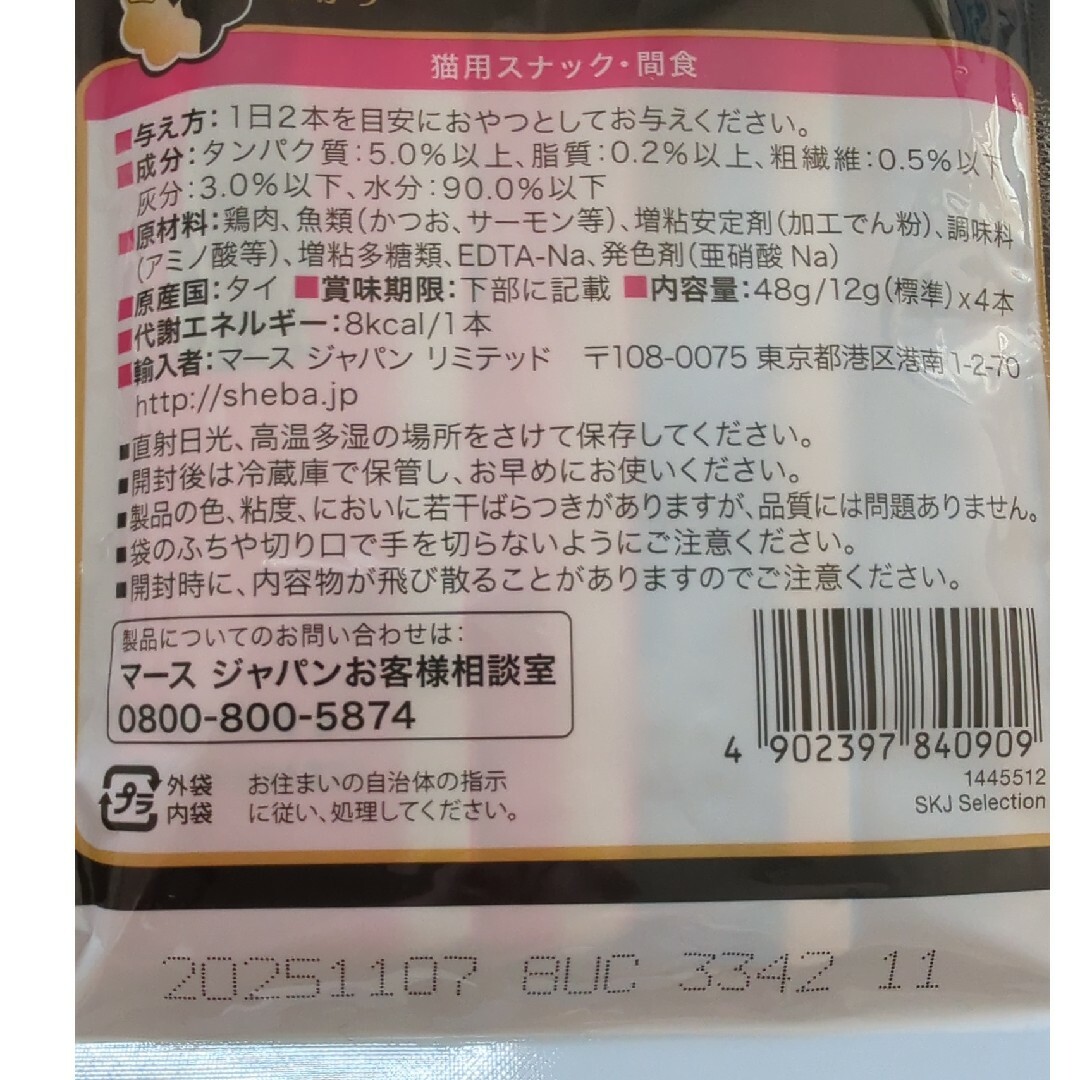 猫用スナック・間食
■与え方：1日2本を目安におやつとしてお与えください。
■成分：タンパク質：5.0%以上、脂質：0.2%以上、粗繊維：0.5%以下
灰分：3.0%以下、水分：90.0%以下
■原材料：鶏肉、魚類(かつお、サーモン等)、増粘安定剤(加工でん粉)、調味料
(アミノ酸等)、増粘多糖類、EDTA-Na、発色剤(亜硝酸 Na)
■原産国：タイ ■賞味期限：下部に記載 ■内容量：48g/12g(標準)x4本
■代謝エネルギー：8kcal/1本
■輸入者：マース ジャパン リミテッド 〒108-0075 東京都港区港南1-2-70
http://sheba.jp
■直射日光、高温多湿の場所をさけて保存してください。
■開封後は冷蔵庫で保管し、お早めにお使いください。
■製品の色、粘度、においに若干ばらつきがありますが、品質には問題ありません。
■袋のふちや切り口で手を切らないようにご注意ください。
■開封時に、内容物が飛び散ることがありますのでご注意ください。
製品についてのお問い合わせは：
マース ジャパンお客様相談室
0800-800-5874
4 902397 840909
1445512
SKJ Selection
プラ 外袋 内袋
お住まいの自治体の指示
に従い、処理してください。
20251107 8UC 3342 11